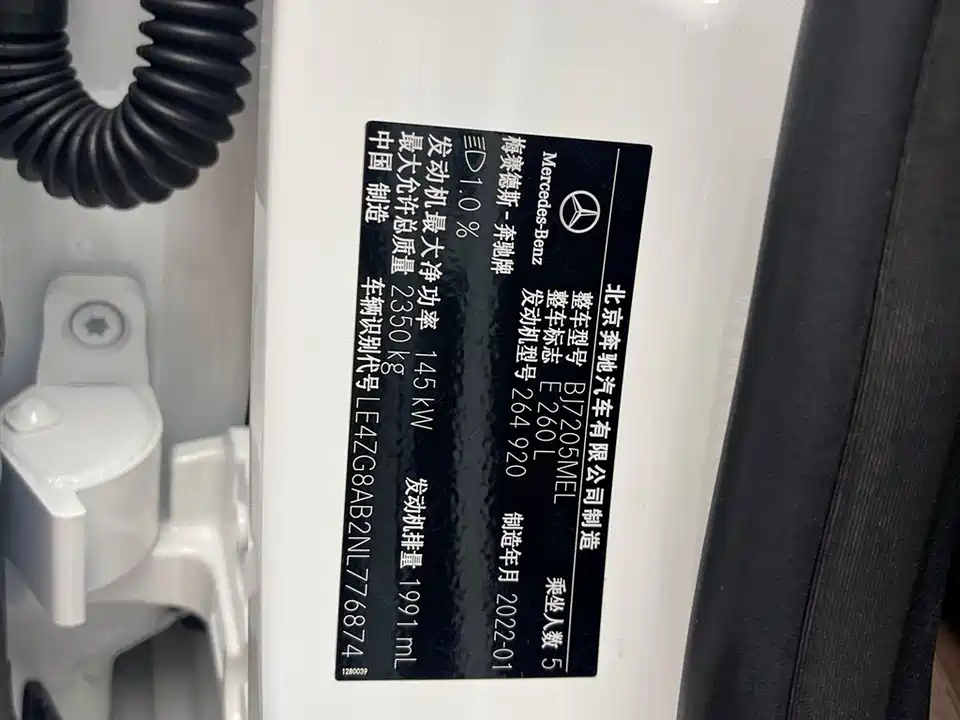 北京奔驰汽车有限公司制造
Mercedes-Benz
整车型号 BJ7205MEL
乘坐人数 5
整车标志 E 260 L
梅赛德斯-奔驰牌
发动机型号 264 920
制造年月 2022-01
1.0 %
发动机最大净功率 145 kW
发动机排量 1991 mL
最大允许总质量 2350 kg
中国 制造
车辆识别代号 LE4ZG8AB2NL776874
1280039